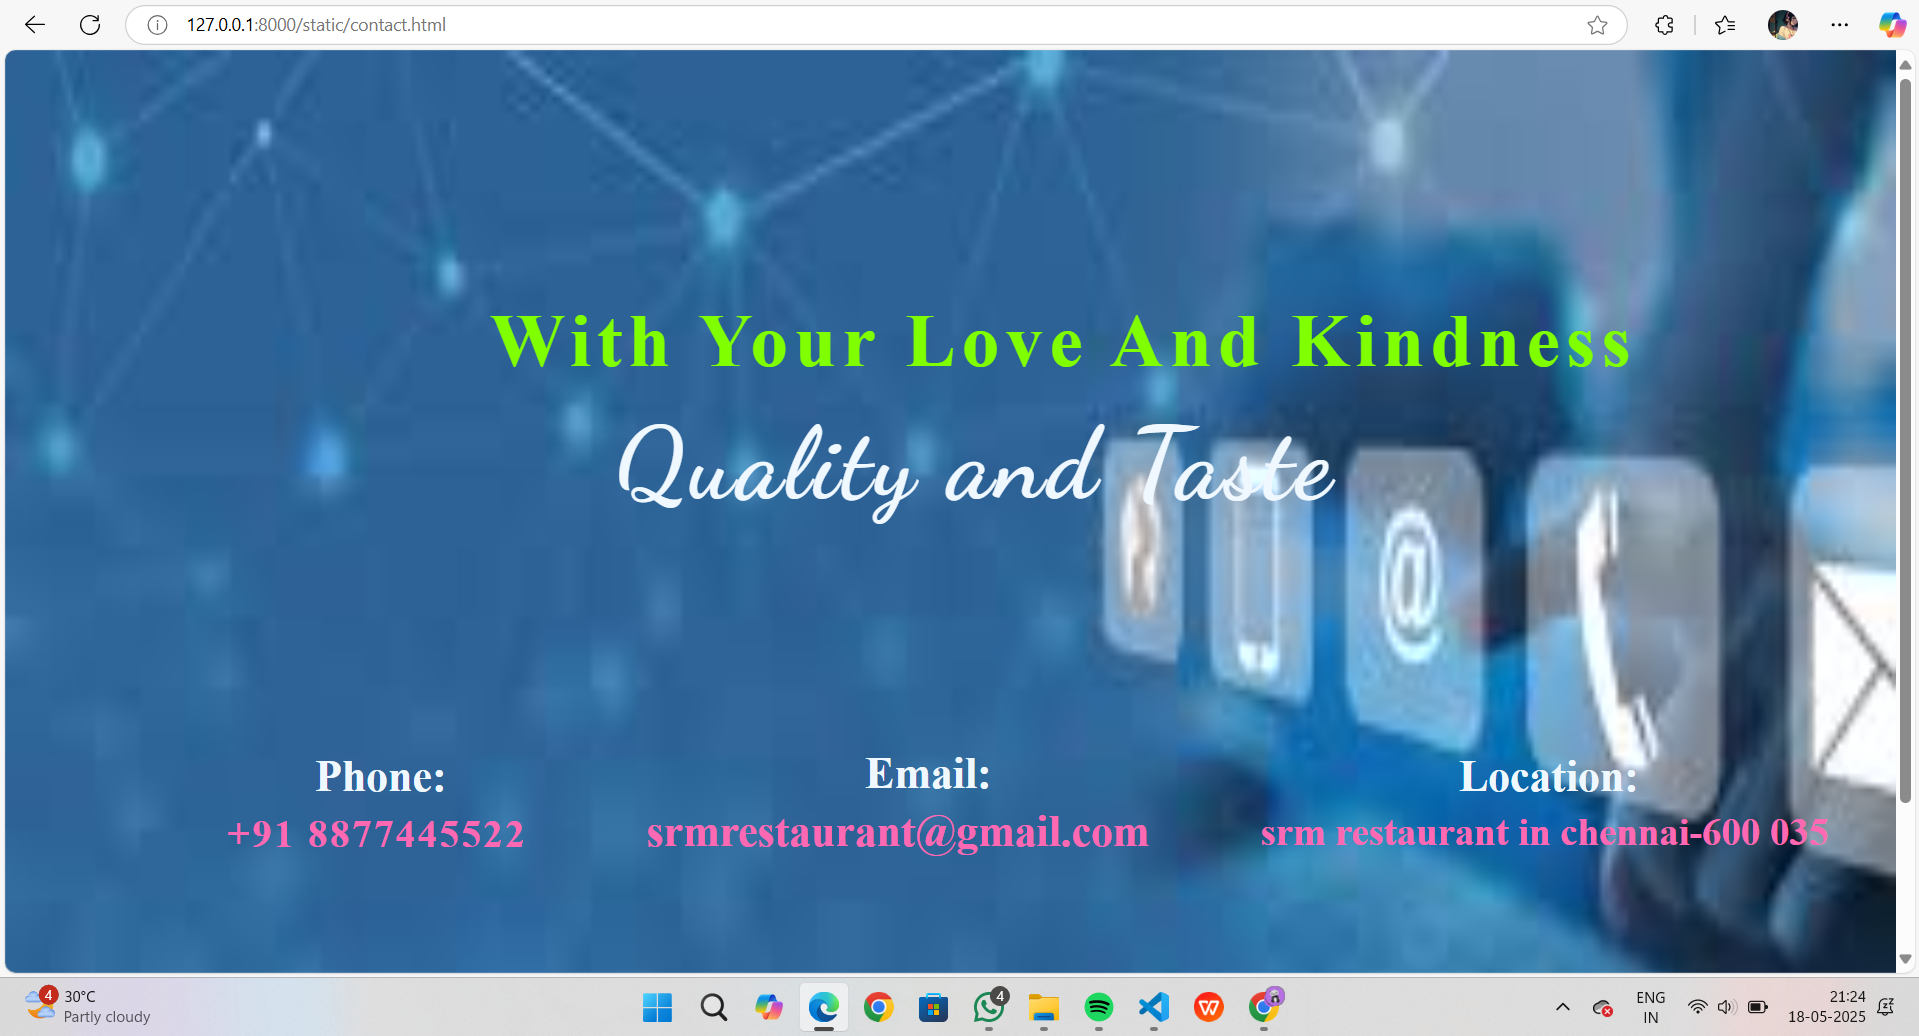 127.0.0.1:8000/static/contact.html
With Your Love And Kindness
Quality and Taste
Phone:
+91 8877445522
Email:
srmrestaurant@gmail.com
Location:
srm restaurant in chennai-600 035
4
30°C
Partly cloudy
4
ENG
IN
21:24
18-05-2025